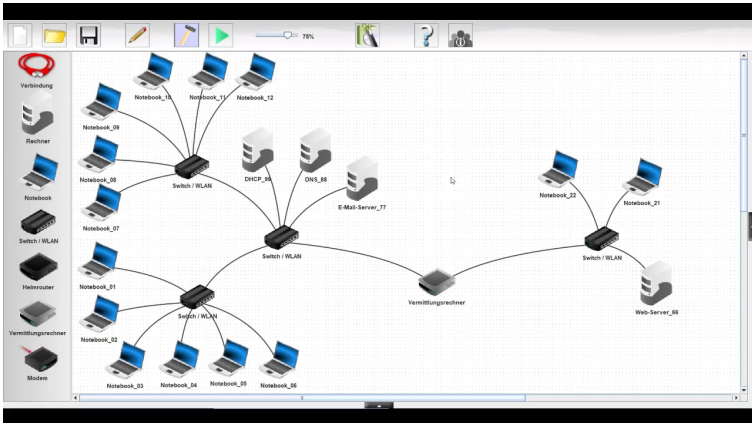 75%
Verbindung
Rechner
Notebook
Switch / WLAN
Heimrouter
Vermittlungsrechner
Modem
Notebook_10
Notebook_11
Notebook_12
Notebook_09
Notebook_08
Switch / WLAN
DHCP_99
DNS_88
E-Mail-Server_77
Notebook_07
Notebook_22
Notebook_21
Switch / WLAN
Switch / WLAN
Notebook_01
Vermittlungsrechner
Web-Server_66
Switch / WLAN
Notebook_02
Notebook_03
Notebook_04
Notebook_05
Notebook_06